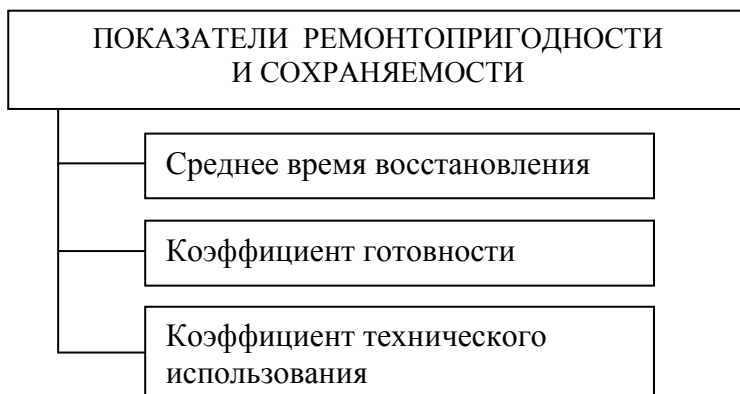 ПОКАЗАТЕЛИ РЕМОНТОПРИГОДНОСТИ
И СОХРАНЯЕМОСТИ
Среднее время восстановления
Коэффициент готовности
Коэффициент технического
использования